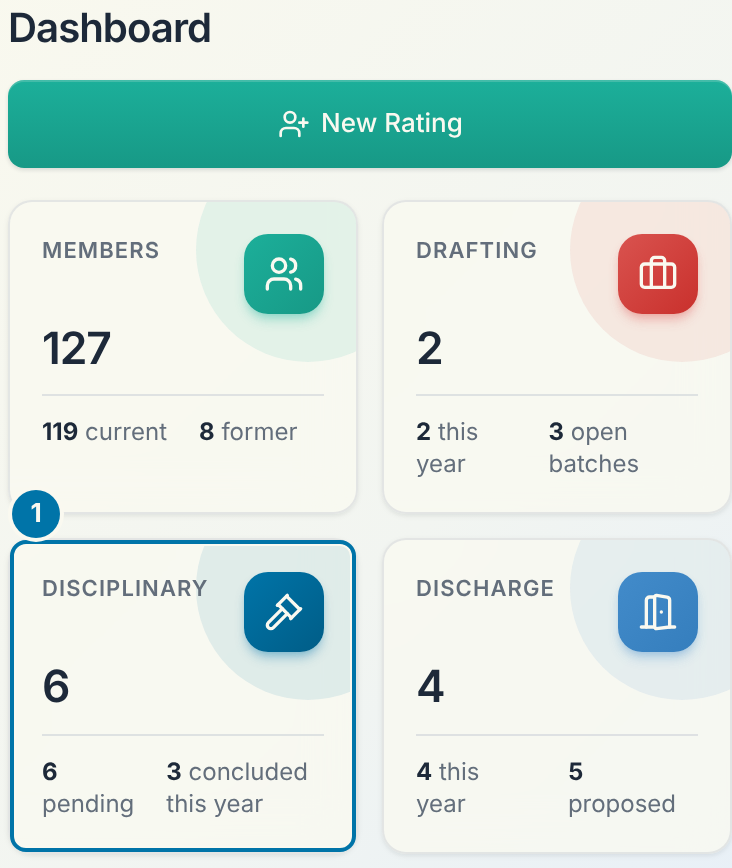 Dashboard
New Rating
MEMBERS
127
119 current 8 former
DRAFTING
2
2 this year
3 open batches
1
DISCIPLINARY
6
6 pending
3 concluded this year
DISCHARGE
4
4 this year
5 proposed